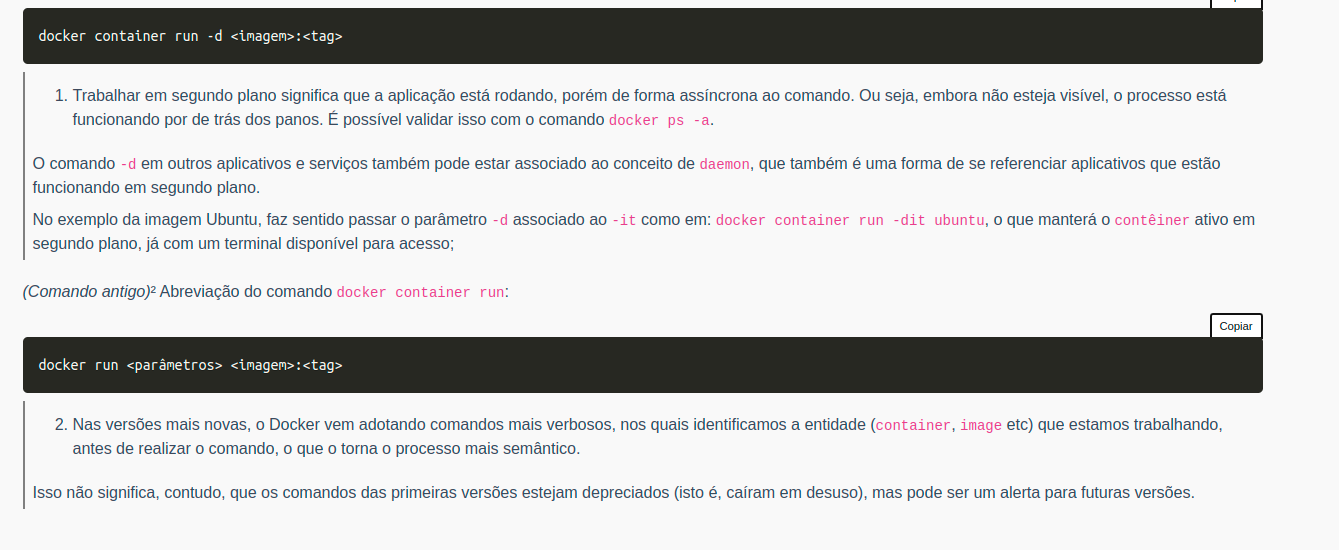 docker container run -d <imagem>:<tag>
1. Trabalhar em segundo plano significa que a aplicação está rodando, porém de forma assíncrona ao comando. Ou seja, embora não esteja visível, o processo está
funcionando por de trás dos panos. É possível validar isso com o comando docker ps -a.
O comando -d em outros aplicativos e serviços também pode estar associado ao conceito de daemon, que também é uma forma de se referenciar aplicativos que estão
funcionando em segundo plano.
No exemplo da imagem Ubuntu, faz sentido passar o parâmetro -d associado ao -it como em: docker container run -dit ubuntu, o que manterá o contêiner ativo em
segundo plano, já com um terminal disponível para acesso;
(Comando antigo)² Abreviação do comando docker container run:
Copiar
docker run <parâmetros> <imagem>:<tag>
2. Nas versões mais novas, o Docker vem adotando comandos mais verbosos, nos quais identificamos a entidade (container, image etc) que estamos trabalhando,
antes de realizar o comando, o que o torna o processo mais semântico.
Isso não significa, contudo, que os comandos das primeiras versões estejam depreciados (isto é, caíram em desuso), mas pode ser um alerta para futuras versões.